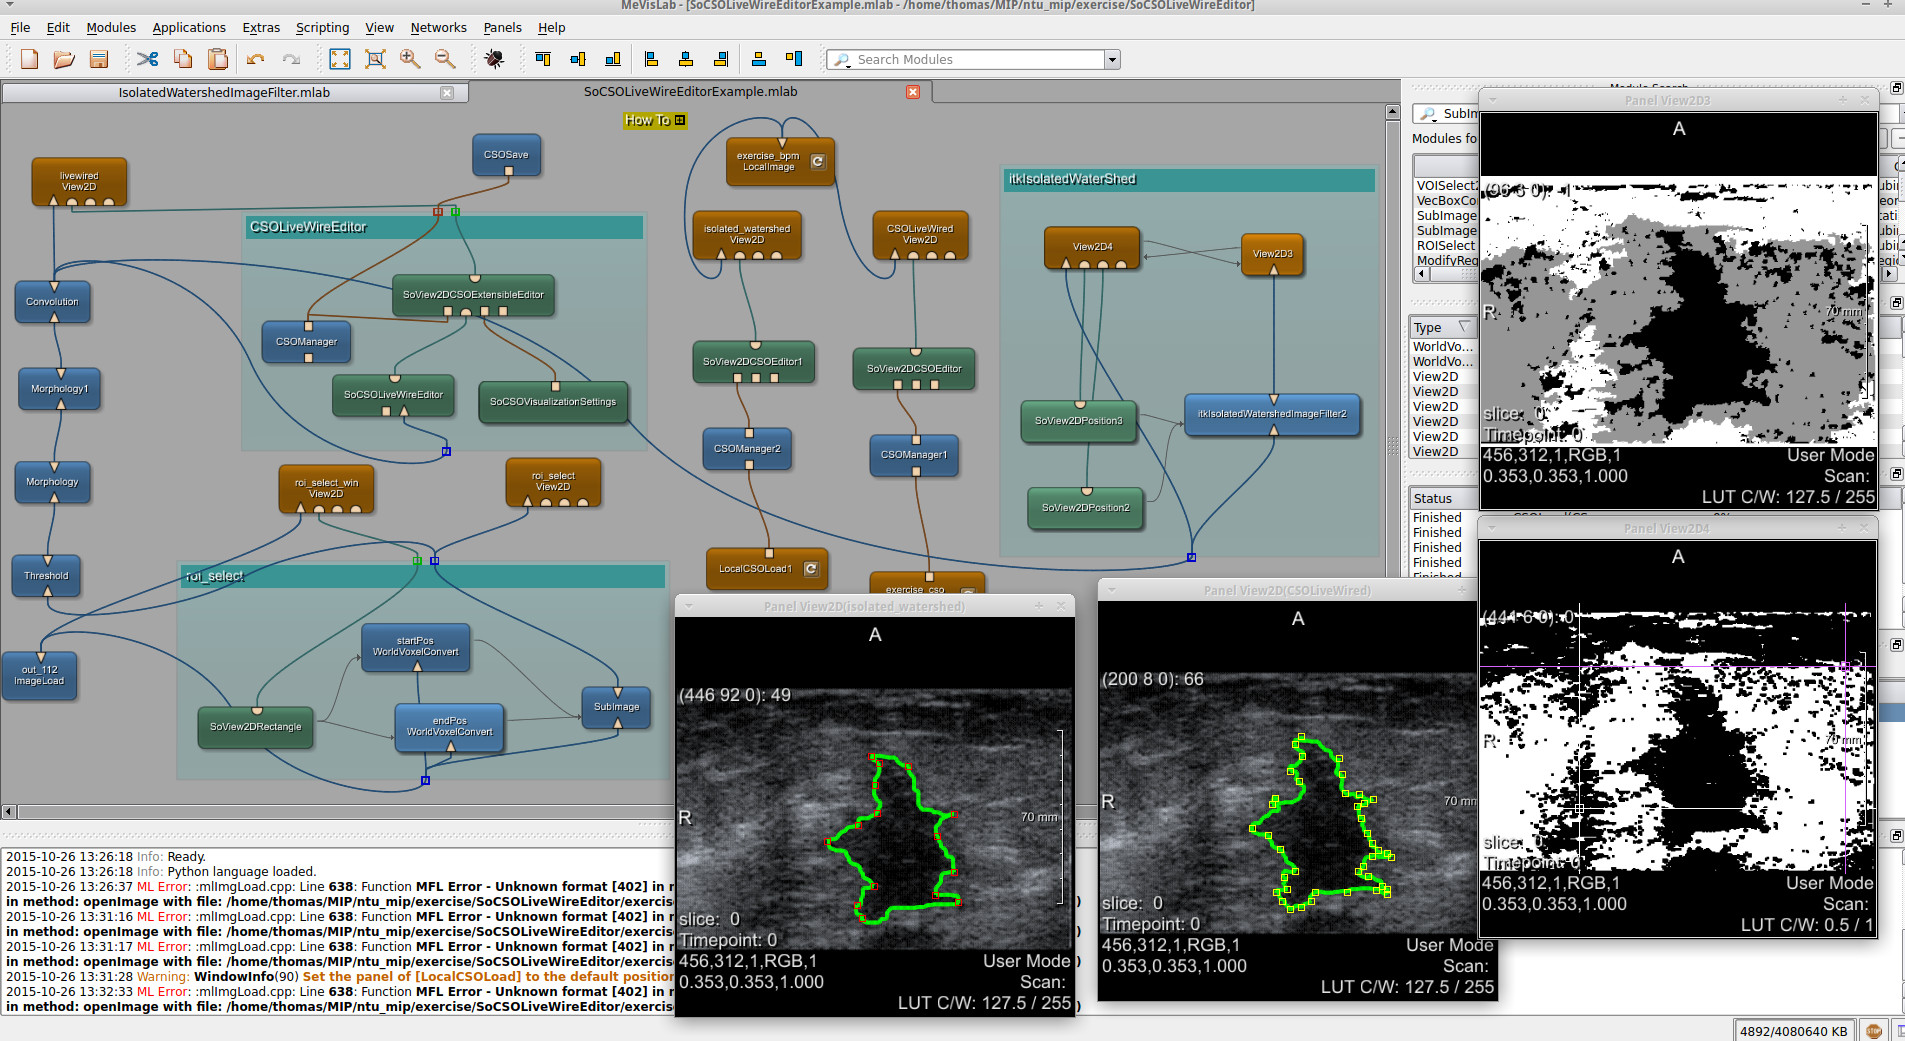 MeVisLab - [SoCSOLiveWireEditorExample.mlab - /home/thomas/MIP/ntu_mip/exercise/SoCSOLiveWireEditor]
File Edit Modules Applications Extras Scripting View Networks Panels Help
Search Modules
IsolatedWatershedImageFilter.mlab
SoCSOLiveWireEditorExample.mlab
How To
livewired
View2D
CSOSave
exercise_bpm
LocalImage
itkIsolatedWaterShed
CSOLiveWireEditor
isolated_watershed
View2D
CSOLiveWired
View2D
View2D4
View2D3
Convolution
SoView2DCSOExtensibleEditor
CSOManager
Morphology1
SoCSOLiveWireEditor
SoCSOVisualizationSettings
SoView2DCSOEditor1
SoView2DCSOEditor
SoView2DPosition3
itkIsolatedWatershedImageFilter2
CSOManager2
CSOManager1
Morphology
roi_select_win
View2D
roi_select
View2D
SoView2DPosition2
Threshold
roi_select
LocalCSOLoad1
exercise_cso
out_112
ImageLoad
startPos
WorldVoxelConvert
SoView2DRectangle
endPos
WorldVoxelConvert
SubImage
Modules fo
VOISelect2
VecBoxCo
SubImage
SubImage
ROISelect
ModifyReg
Type
WorldVo...
WorldVo...
View2D
View2D
View2D
View2D
View2D
View2D
Status
Finished
Finished
Finished
Finished
Finished
Panel View2D3
A
(96 3 0): 1
R
70 mm
slice: 0
Timepoint: 0
456,312,1,RGB,1
User Mode
0.353,0.353,1.000
Scan:
LUT C/W: 127.5 / 255
Panel View2D4
A
(444 6 0): 0
R
70 mm
slice: 0
Timepoint: 0
456,312,1,RGB,1
User Mode
0.353,0.353,1.000
Scan:
LUT C/W: 0.5 / 1
Panel View2D(isolated_watershed)
A
(446 92 0): 49
R
70 mm
slice: 0
Timepoint: 0
456,312,1,RGB,1
User Mode
0.353,0.353,1.000
Scan:
LUT C/W: 127.5 / 255
Panel View2D(CSOLiveWired)
A
(200 8 0): 66
R
70 mm
slice: 0
Timepoint: 0
456,312,1,RGB,1
User Mode
0.353,0.353,1.000
Scan:
LUT C/W: 127.5 / 255
2015-10-26 13:26:18 Info: Ready.
2015-10-26 13:26:18 Info: Python language loaded.
2015-10-26 13:26:37 ML Error: :mlImgLoad.cpp: Line 638: Function MFL Error - Unknown format [402] in r
in method: openImage with file: /home/thomas/MIP/ntu_mip/exercise/SoCSOLiveWireEditor/exercis
2015-10-26 13:31:16 ML Error: :mlImgLoad.cpp: Line 638: Function MFL Error - Unknown format [402] in r
in method: openImage with file: /home/thomas/MIP/ntu_mip/exercise/SoCSOLiveWireEditor/exercis
2015-10-26 13:31:17 ML Error: :mlImgLoad.cpp: Line 638: Function MFL Error - Unknown format [402] in r
in method: openImage with file: /home/thomas/MIP/ntu_mip/exercise/SoCSOLiveWireEditor/exercis
2015-10-26 13:31:28 Warning: WindowInfo(90) Set the panel of [LocalCSOLoad] to the default position
2015-10-26 13:32:33 ML Error: :mlImgLoad.cpp: Line 638: Function MFL Error - Unknown format [402] in r
in method: openImage with file: /home/thomas/MIP/ntu_mip/exercise/SoCSOLiveWireEditor/exercis
4892/4080640 KB